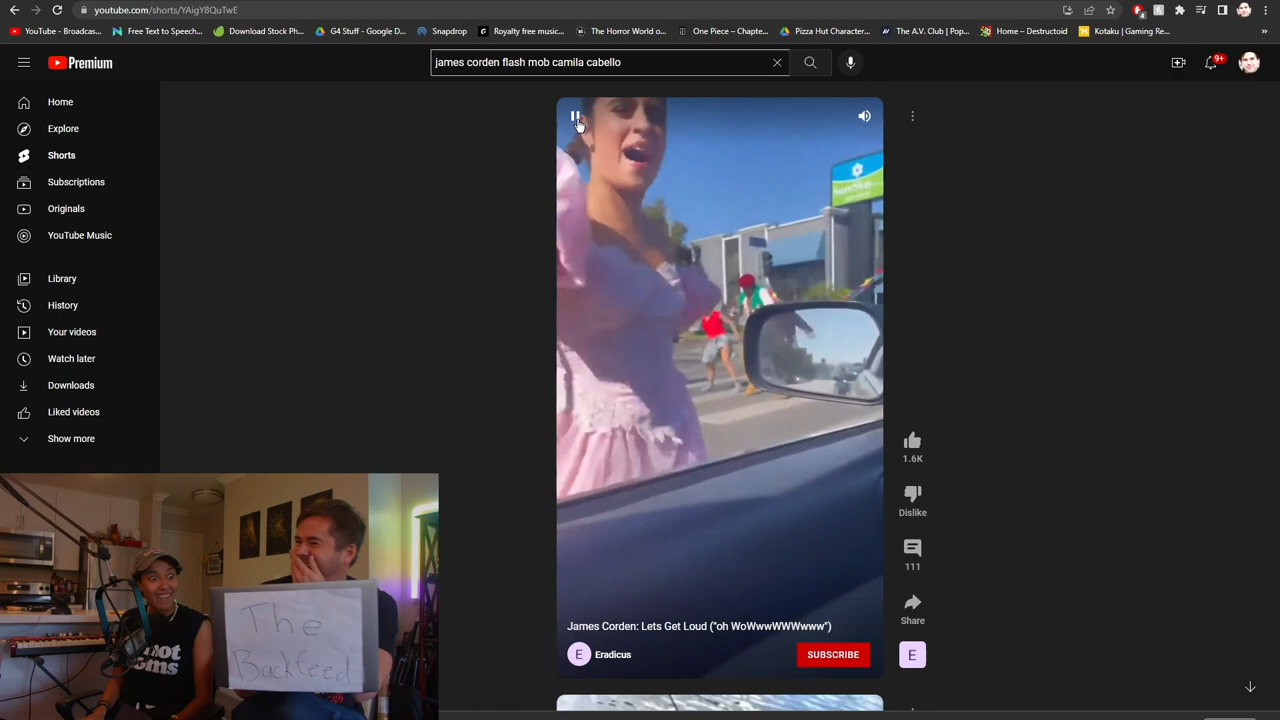 youtube.com/shorts/YAigY8QuTwE
YouTube - Broadcas...
Free Text to Speech...
Download Stock Ph...
G4 Stuff - Google D...
Snapdrop
Royalty free music...
The Horror World o...
One Piece – Chapte...
Pizza Hut Character...
The A.V. Club | Pop...
Home – Destructoid
Kotaku | Gaming Re...
Premium
james corden flash mob camila cabello
9+
Home
Explore
Shorts
Subscriptions
Originals
YouTube Music
Library
History
Your videos
Watch later
Downloads
Liked videos
Show more
1.6K
Dislike
111
Share
The
Backfeed
James Corden: Lets Get Loud ("oh WoWwwWWWwww")
E
Eradicus
SUBSCRIBE
E